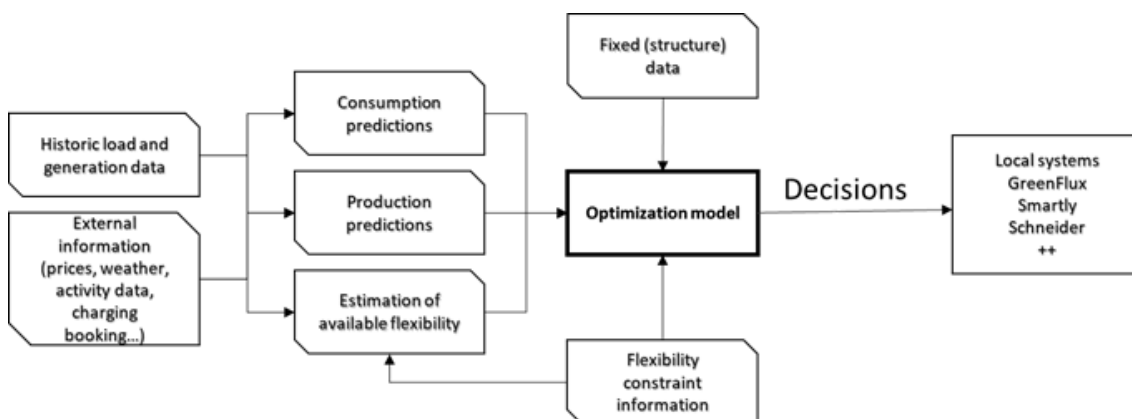 Historic load and
generation data
External
information
(prices, weather,
activity data,
charging
booking...)
Consumption
predictions
Production
predictions
Estimation of
available flexibility
Fixed (structure)
data
Optimization model
Flexibility
constraint
information
Decisions
Local systems
GreenFlux
Smartly
Schneider
++